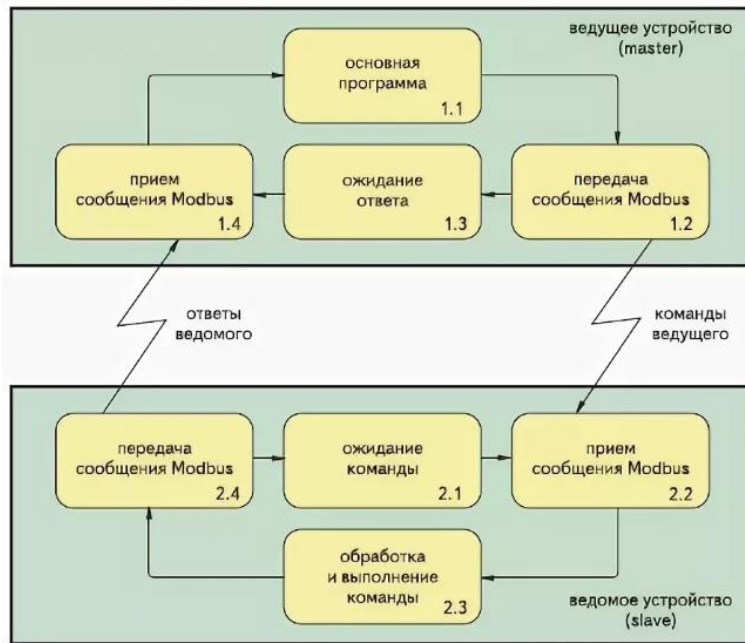 ведущее устройство
(master)
основная
программа
1.1
прием
сообщения Modbus
1.4
ожидание
ответа
1.3
передача
сообщения Modbus
1.2
ответы
ведомого
команды
ведущего
передача
сообщения Modbus
2.4
ожидание
команды
2.1
прием
сообщения Modbus
2.2
обработка
и выполнение
команды
2.3
ведомое устройство
(slave)